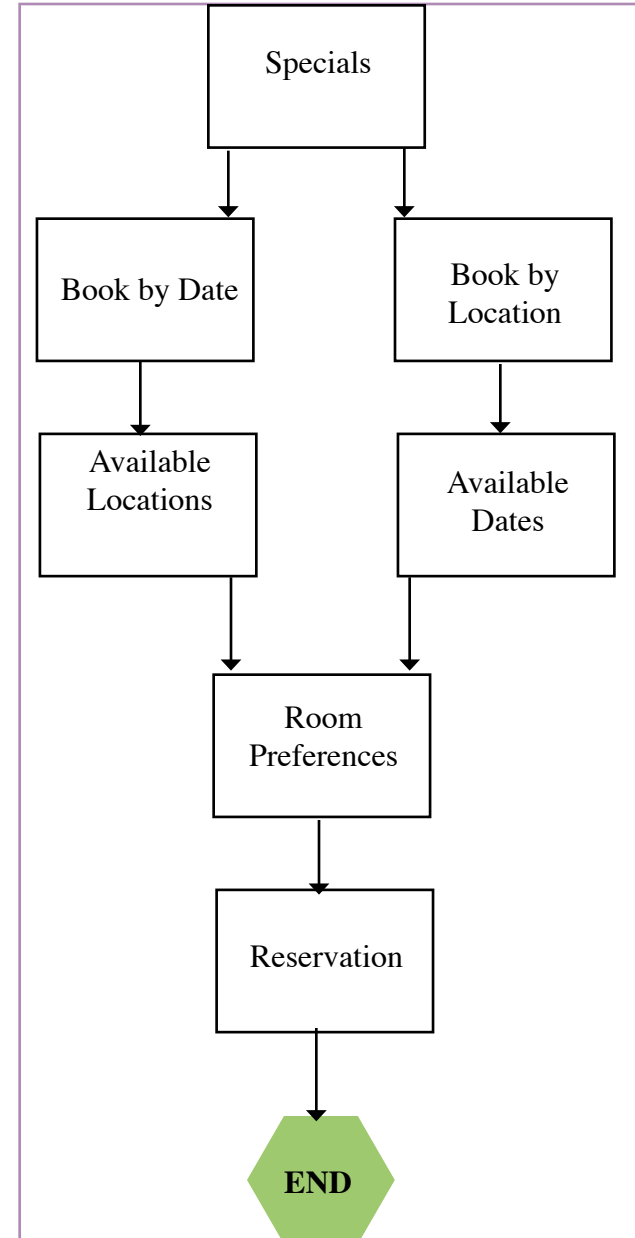 Specials
Book by Date
Book by
Location
Available
Locations
Available
Dates
Room
Preferences
Reservation
END